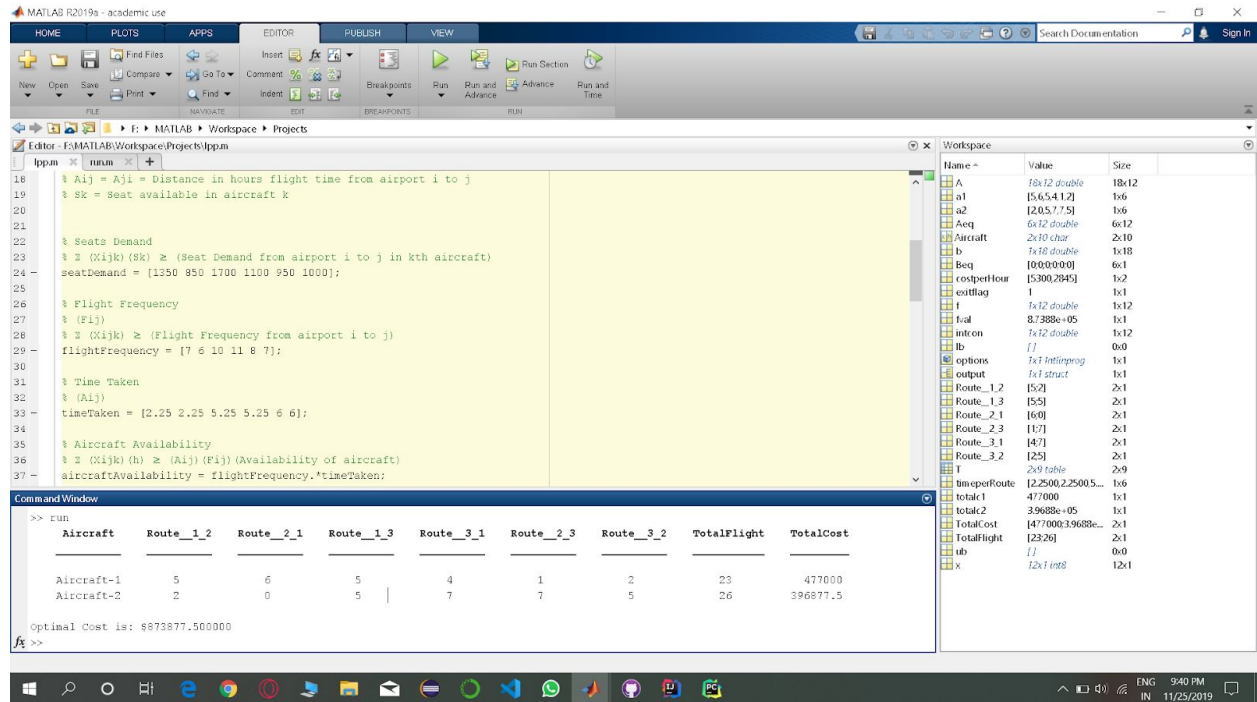 MATLAB R2019a - academic use
HOME PLOTS APPS EDITOR PUBLISH VIEW
Search Documentation
Sign In
New Open Save
Find Files
Compare
Print
Go To
Find
Insert fx
Comment %
Indent
Breakpoints
Run
Run and Advance
Run Section
Advance
Run and Time
FILE NAVIGATE EDIT BREAKPOINTS RUN
F: MATLAB Workspace Projects
Editor - F:\MATLAB\Workspace\Projects\lpp.m
lpp.m run.m +
18 % Aij = Aji = Distance in hours flight time from airport i to j
19 % Sk = Seat available in aircraft k
20
21
22 % Seats Demand
23 % Σ (Xijk)(Sk) ≥ (Seat Demand from airport i to j in kth aircraft)
24 - seatDemand = [1350 850 1700 1100 950 1000];
25
26 % Flight Frequency
27 % (Fij)
28 % Σ (Xijk) ≥ (Flight Frequency from airport i to j)
29 - flightFrequency = [7 6 10 11 8 7];
30
31 % Time Taken
32 % (Aij)
33 - timeTaken = [2.25 2.25 5.25 5.25 6 6];
34
35 % Aircraft Availability
36 % Σ (Xijk)(h) ≥ (Aij)(Fij)(Availability of aircraft)
37 - aircraftAvailability = flightFrequency.*timeTaken;
Command Window
>> run
Aircraft Route__1_2 Route__2_1 Route__1_3 Route__3_1 Route__2_3 Route__3_2 TotalFlight TotalCost
Aircraft-1 5 6 5 4 1 2 23 477000
Aircraft-2 2 0 5 7 7 5 26 396877.5
Optimal Cost is: $873877.500000
fx >>
Workspace
Name Value Size
A 18x12 double 18x12
a1 [5,6,5,4,1,2] 1x6
a2 [2,0,5,7,7,5] 1x6
Aeq 6x12 double 6x12
Aircraft 2x10 char 2x10
b 1x18 double 1x18
Beq [0;0;0;0;0;0] 6x1
costperHour [5300,2845] 1x2
exitflag 1 1x1
f 1x12 double 1x12
fval 8.7388e+05 1x1
intcon 1x12 double 1x12
lb [ ] 0x0
options 1x1 Intlinprog 1x1
output 1x1 struct 1x1
Route__1_2 [5;2] 2x1
Route__1_3 [5;5] 2x1
Route__2_1 [6;0] 2x1
Route__2_3 [1;7] 2x1
Route__3_1 [4;7] 2x1
Route__3_2 [2;5] 2x1
T 2x9 table 2x9
timeperRoute [2.2500,2.2500,5.... 1x6
totalc1 477000 1x1
totalc2 3.9688e+05 1x1
TotalCost [477000;3.9688e... 2x1
TotalFlight [23;26] 2x1
ub [ ] 0x0
x 12x1 int8 12x1
ENG 9:40 PM
IN 11/25/2019